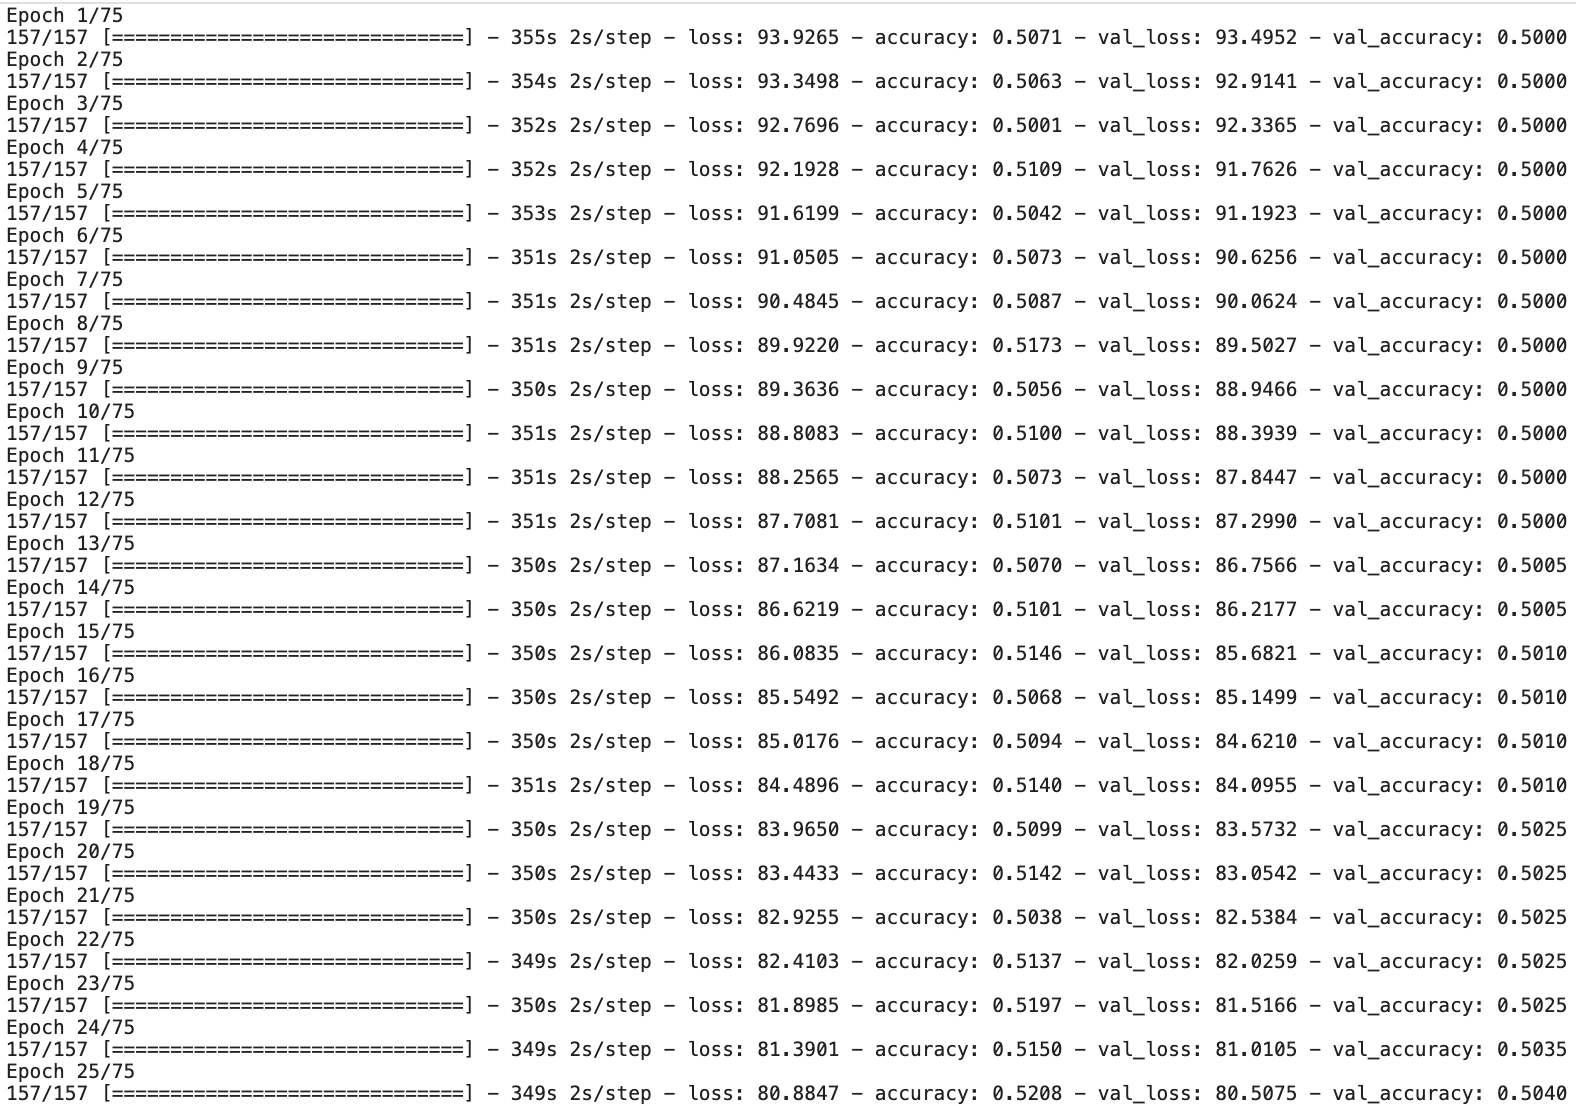 Epoch 1/75
157/157 [==============================] - 355s 2s/step - loss: 93.9265 - accuracy: 0.5071 - val_loss: 93.4952 - val_accuracy: 0.5000
Epoch 2/75
157/157 [==============================] - 354s 2s/step - loss: 93.3498 - accuracy: 0.5063 - val_loss: 92.9141 - val_accuracy: 0.5000
Epoch 3/75
157/157 [==============================] - 352s 2s/step - loss: 92.7696 - accuracy: 0.5001 - val_loss: 92.3365 - val_accuracy: 0.5000
Epoch 4/75
157/157 [==============================] - 352s 2s/step - loss: 92.1928 - accuracy: 0.5109 - val_loss: 91.7626 - val_accuracy: 0.5000
Epoch 5/75
157/157 [==============================] - 353s 2s/step - loss: 91.6199 - accuracy: 0.5042 - val_loss: 91.1923 - val_accuracy: 0.5000
Epoch 6/75
157/157 [==============================] - 351s 2s/step - loss: 91.0505 - accuracy: 0.5073 - val_loss: 90.6256 - val_accuracy: 0.5000
Epoch 7/75
157/157 [==============================] - 351s 2s/step - loss: 90.4845 - accuracy: 0.5087 - val_loss: 90.0624 - val_accuracy: 0.5000
Epoch 8/75
157/157 [==============================] - 351s 2s/step - loss: 89.9220 - accuracy: 0.5173 - val_loss: 89.5027 - val_accuracy: 0.5000
Epoch 9/75
157/157 [==============================] - 350s 2s/step - loss: 89.3636 - accuracy: 0.5056 - val_loss: 88.9466 - val_accuracy: 0.5000
Epoch 10/75
157/157 [==============================] - 351s 2s/step - loss: 88.8083 - accuracy: 0.5100 - val_loss: 88.3939 - val_accuracy: 0.5000
Epoch 11/75
157/157 [==============================] - 351s 2s/step - loss: 88.2565 - accuracy: 0.5073 - val_loss: 87.8447 - val_accuracy: 0.5000
Epoch 12/75
157/157 [==============================] - 351s 2s/step - loss: 87.7081 - accuracy: 0.5101 - val_loss: 87.2990 - val_accuracy: 0.5000
Epoch 13/75
157/157 [==============================] - 350s 2s/step - loss: 87.1634 - accuracy: 0.5070 - val_loss: 86.7566 - val_accuracy: 0.5005
Epoch 14/75
157/157 [==============================] - 350s 2s/step - loss: 86.6219 - accuracy: 0.5101 - val_loss: 86.2177 - val_accuracy: 0.5005
Epoch 15/75
157/157 [==============================] - 350s 2s/step - loss: 86.0835 - accuracy: 0.5146 - val_loss: 85.6821 - val_accuracy: 0.5010
Epoch 16/75
157/157 [==============================] - 350s 2s/step - loss: 85.5492 - accuracy: 0.5068 - val_loss: 85.1499 - val_accuracy: 0.5010
Epoch 17/75
157/157 [==============================] - 350s 2s/step - loss: 85.0176 - accuracy: 0.5094 - val_loss: 84.6210 - val_accuracy: 0.5010
Epoch 18/75
157/157 [==============================] - 351s 2s/step - loss: 84.4896 - accuracy: 0.5140 - val_loss: 84.0955 - val_accuracy: 0.5010
Epoch 19/75
157/157 [==============================] - 350s 2s/step - loss: 83.9650 - accuracy: 0.5099 - val_loss: 83.5732 - val_accuracy: 0.5025
Epoch 20/75
157/157 [==============================] - 350s 2s/step - loss: 83.4433 - accuracy: 0.5142 - val_loss: 83.0542 - val_accuracy: 0.5025
Epoch 21/75
157/157 [==============================] - 350s 2s/step - loss: 82.9255 - accuracy: 0.5038 - val_loss: 82.5384 - val_accuracy: 0.5025
Epoch 22/75
157/157 [==============================] - 349s 2s/step - loss: 82.4103 - accuracy: 0.5137 - val_loss: 82.0259 - val_accuracy: 0.5025
Epoch 23/75
157/157 [==============================] - 350s 2s/step - loss: 81.8985 - accuracy: 0.5197 - val_loss: 81.5166 - val_accuracy: 0.5025
Epoch 24/75
157/157 [==============================] - 349s 2s/step - loss: 81.3901 - accuracy: 0.5150 - val_loss: 81.0105 - val_accuracy: 0.5035
Epoch 25/75
157/157 [==============================] - 349s 2s/step - loss: 80.8847 - accuracy: 0.5208 - val_loss: 80.5075 - val_accuracy: 0.5040